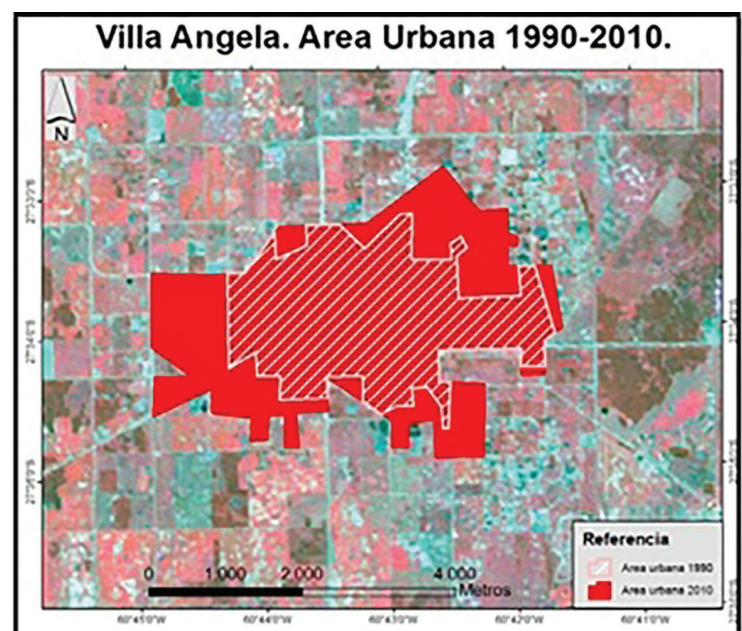 Villa Angela. Area Urbana 1990-2010.
N
Referencia
Area urbana 1990
Area urbana 2010
0 1.000 2.000 4.000
Metros
60°45'0"W 60°44'0"W 60°43'0"W 60°42'0"W 60°41'0"W